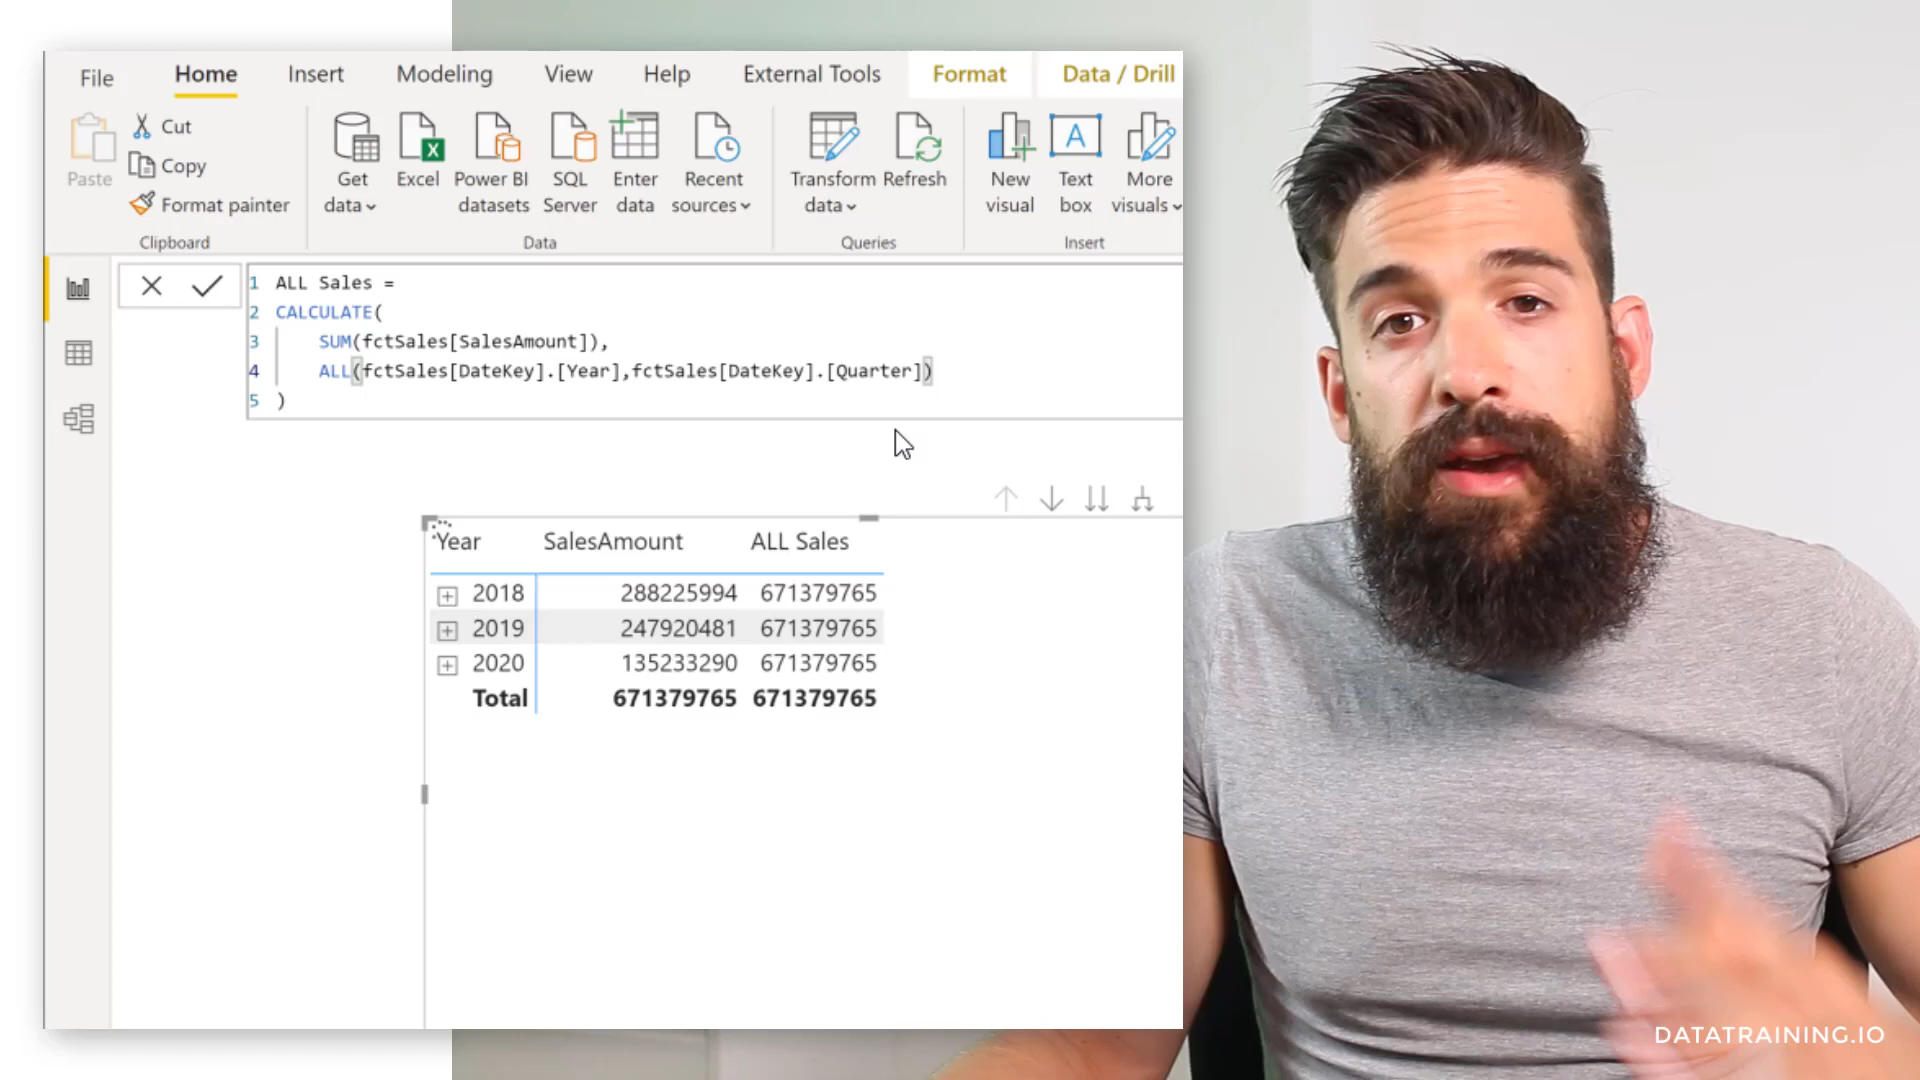 File Home Insert Modeling View Help External Tools Format Data / Drill
Paste
Cut
Copy
Format painter
Clipboard
Get data
Excel
Power BI datasets
SQL Server
Enter data
Recent sources
Data
Transform data
Refresh
Queries
New visual
Text box
More visuals
Insert
1 ALL Sales =
2 CALCULATE(
3 SUM(fctSales[SalesAmount]),
4 ALL(fctSales[DateKey].[Year],fctSales[DateKey].[Quarter])
5 )
Year SalesAmount ALL Sales
2018 288225994 671379765
2019 247920481 671379765
2020 135233290 671379765
Total 671379765 671379765
DATATRAINING.IO